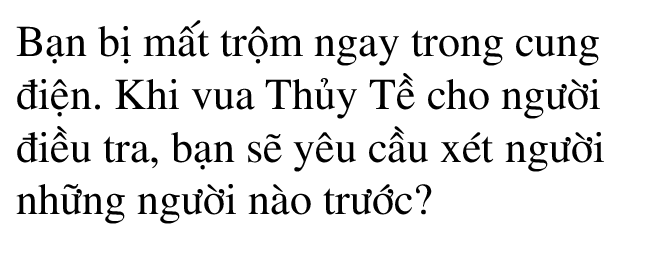 Bạn bị mất trộm ngay trong cung
điện. Khi vua Thủy Tề cho người
điều tra, bạn sẽ yêu cầu xét người
những người nào trước?